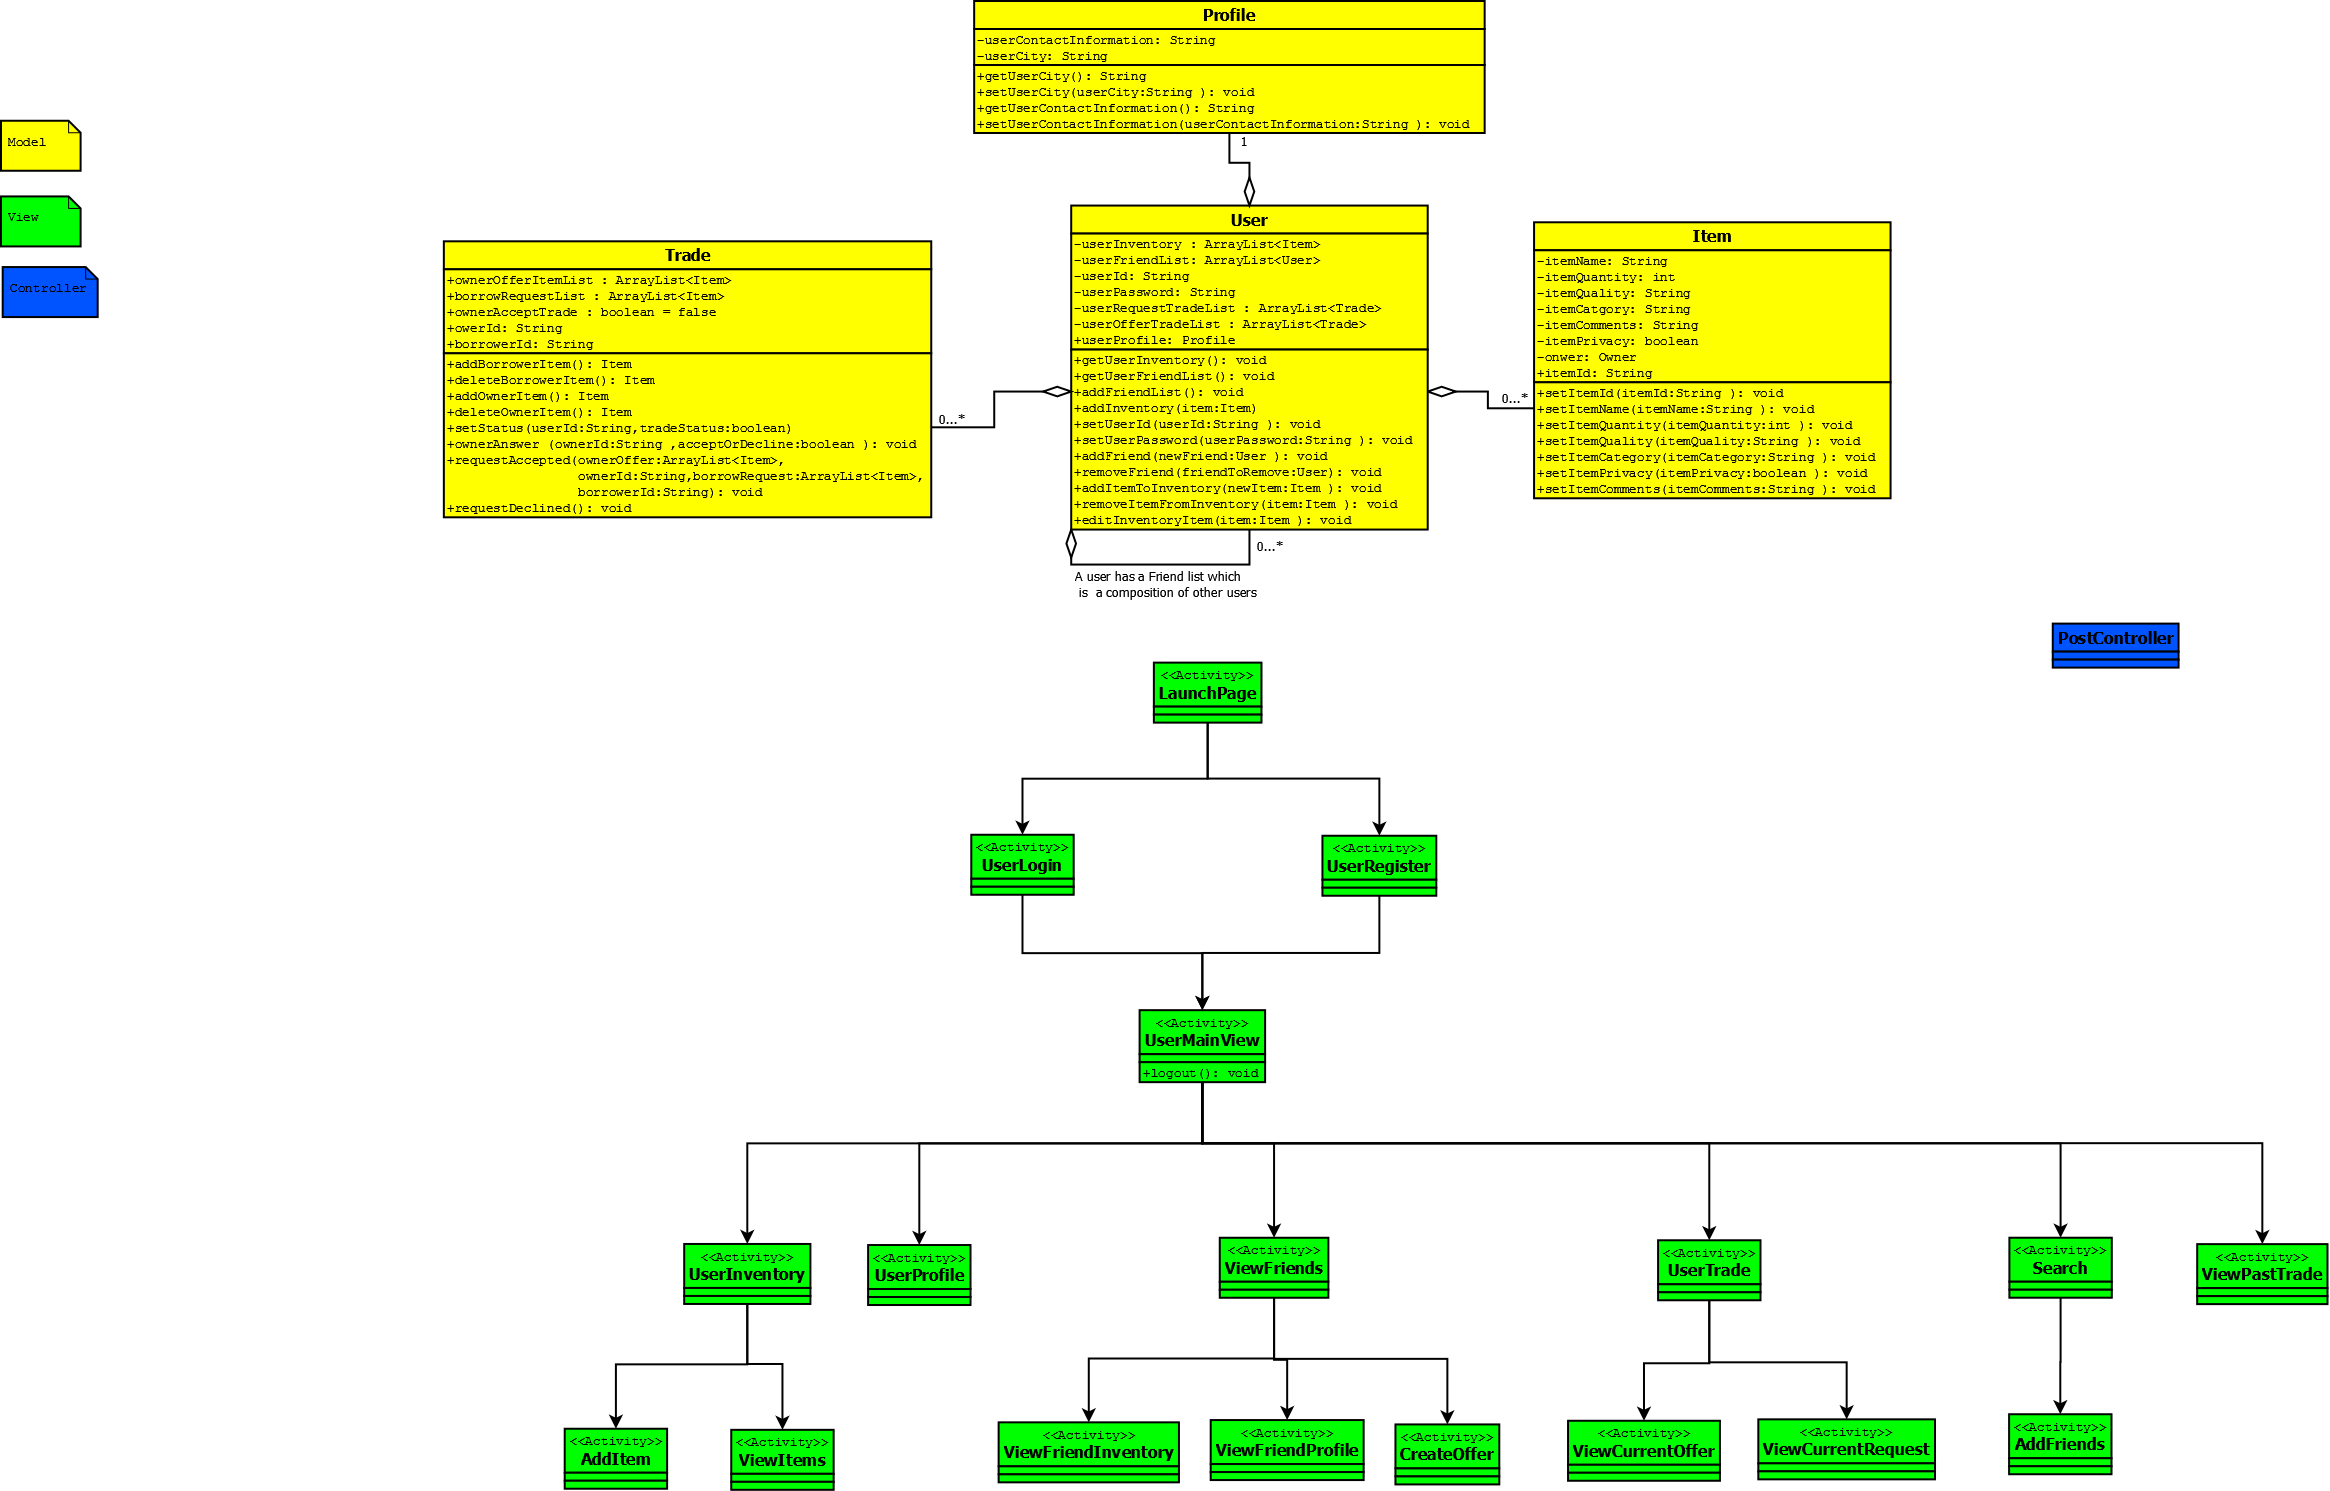 Profile
-userContactInformation: String
-userCity: String
+getUserCity(): String
+setUserCity(userCity:String ): void
+getUserContactInformation(): String
+setUserContactInformation(userContactInformation:String ): void
1
Model
View
Controller
Trade
+ownerOfferItemList : ArrayList<Item>
+borrowRequestList : ArrayList<Item>
+ownerAcceptTrade : boolean = false
+owerId: String
+borrowerId: String
+addBorrowerItem(): Item
+deleteBorrowerItem(): Item
+addOwnerItem(): Item
+deleteOwnerItem(): Item
+setStatus(userId:String,tradeStatus:boolean)
+ownerAnswer (ownerId:String ,acceptOrDecline:boolean ): void
+requestAccepted(ownerOffer:ArrayList<Item>,
ownerId:String,borrowRequest:ArrayList<Item>,
borrowerId:String): void
+requestDeclined(): void
0...*
User
-userInventory : ArrayList<Item>
-userFriendList: ArrayList<User>
-userId: String
-userPassword: String
-userRequestTradeList : ArrayList<Trade>
-userOfferTradeList : ArrayList<Trade>
+userProfile: Profile
+getUserInventory(): void
+getUserFriendList(): void
+addFriendList(): void
+addInventory(item:Item)
+setUserId(userId:String ): void
+setUserPassword(userPassword:String ): void
+addFriend(newFriend:User ): void
+removeFriend(friendToRemove:User): void
+addItemToInventory(newItem:Item ): void
+removeItemFromInventory(item:Item ): void
+editInventoryItem(item:Item ): void
0...*
A user has a Friend list which
is  a composition of other users
0...*
Item
-itemName: String
-itemQuantity: int
-itemQuality: String
-itemCatgory: String
-itemComments: String
-itemPrivacy: boolean
-onwer: Owner
+itemId: String
+setItemId(itemId:String ): void
+setItemName(itemName:String ): void
+setItemQuantity(itemQuantity:int ): void
+setItemQuality(itemQuality:String ): void
+setItemCategory(itemCategory:String ): void
+setItemPrivacy(itemPrivacy:boolean ): void
+setItemComments(itemComments:String ): void
PostController
<<Activity>>
LaunchPage
<<Activity>>
UserLogin
<<Activity>>
UserRegister
<<Activity>>
UserMainView
+logout(): void
<<Activity>>
UserInventory
<<Activity>>
UserProfile
<<Activity>>
ViewFriends
<<Activity>>
UserTrade
<<Activity>>
Search
<<Activity>>
ViewPastTrade
<<Activity>>
AddItem
<<Activity>>
ViewItems
<<Activity>>
ViewFriendInventory
<<Activity>>
ViewFriendProfile
<<Activity>>
CreateOffer
<<Activity>>
ViewCurrentOffer
<<Activity>>
ViewCurrentRequest
<<Activity>>
AddFriends